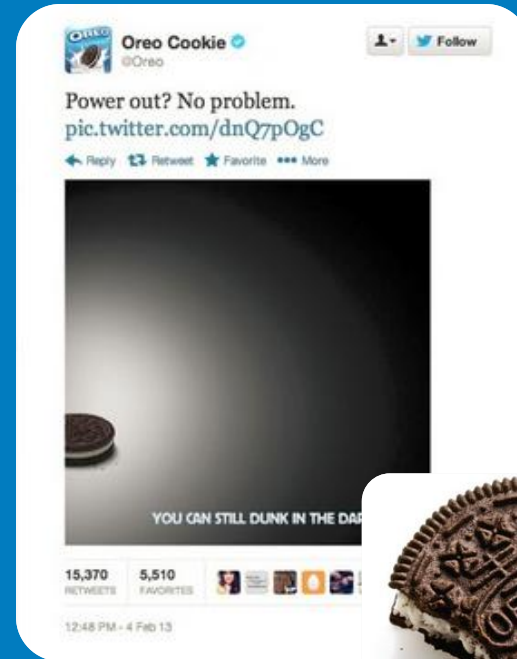 OREO
Oreo Cookie
@Oreo
Follow
Power out? No problem.
pic.twitter.com/dnQ7pOgC
Reply Retweet Favorite More
YOU CAN STILL DUNK IN THE DAR
15,370 5,510
RETWEETS FAVORITES
12:48 PM - 4 Feb 13